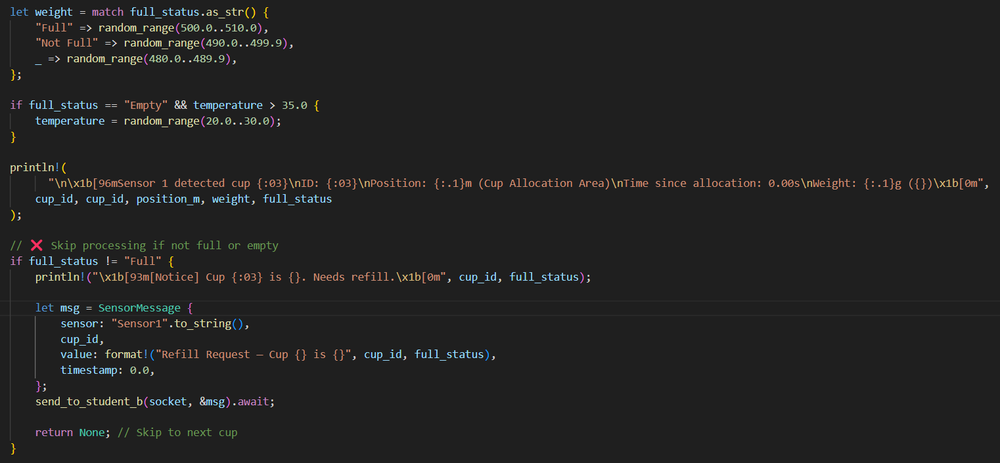 let weight = match full_status.as_str() {
    "Full" => random_range(500.0..510.0),
    "Not Full" => random_range(490.0..499.9),
    _ => random_range(480.0..489.9),
};

if full_status == "Empty" && temperature > 35.0 {
    temperature = random_range(20.0..30.0);
}

println!(
      "\n\x1b[96mSensor 1 detected cup {:03}\nID: {:03}\nPosition: {:.1}m (Cup Allocation Area)\nTime since allocation: 0.00s\nWeight: {:.1}g ({})\x1b[0m",
    cup_id, cup_id, position_m, weight, full_status
);

// ❌ Skip processing if not full or empty
if full_status != "Full" {
    println!("\x1b[93m[Notice] Cup {:03} is {}. Needs refill.\x1b[0m", cup_id, full_status);

    let msg = SensorMessage {
        sensor: "Sensor1".to_string(),
        cup_id,
        value: format!("Refill Request – Cup {} is {}", cup_id, full_status),
        timestamp: 0.0,
    };
    send_to_student_b(socket, &msg).await;

    return None; // Skip to next cup
}